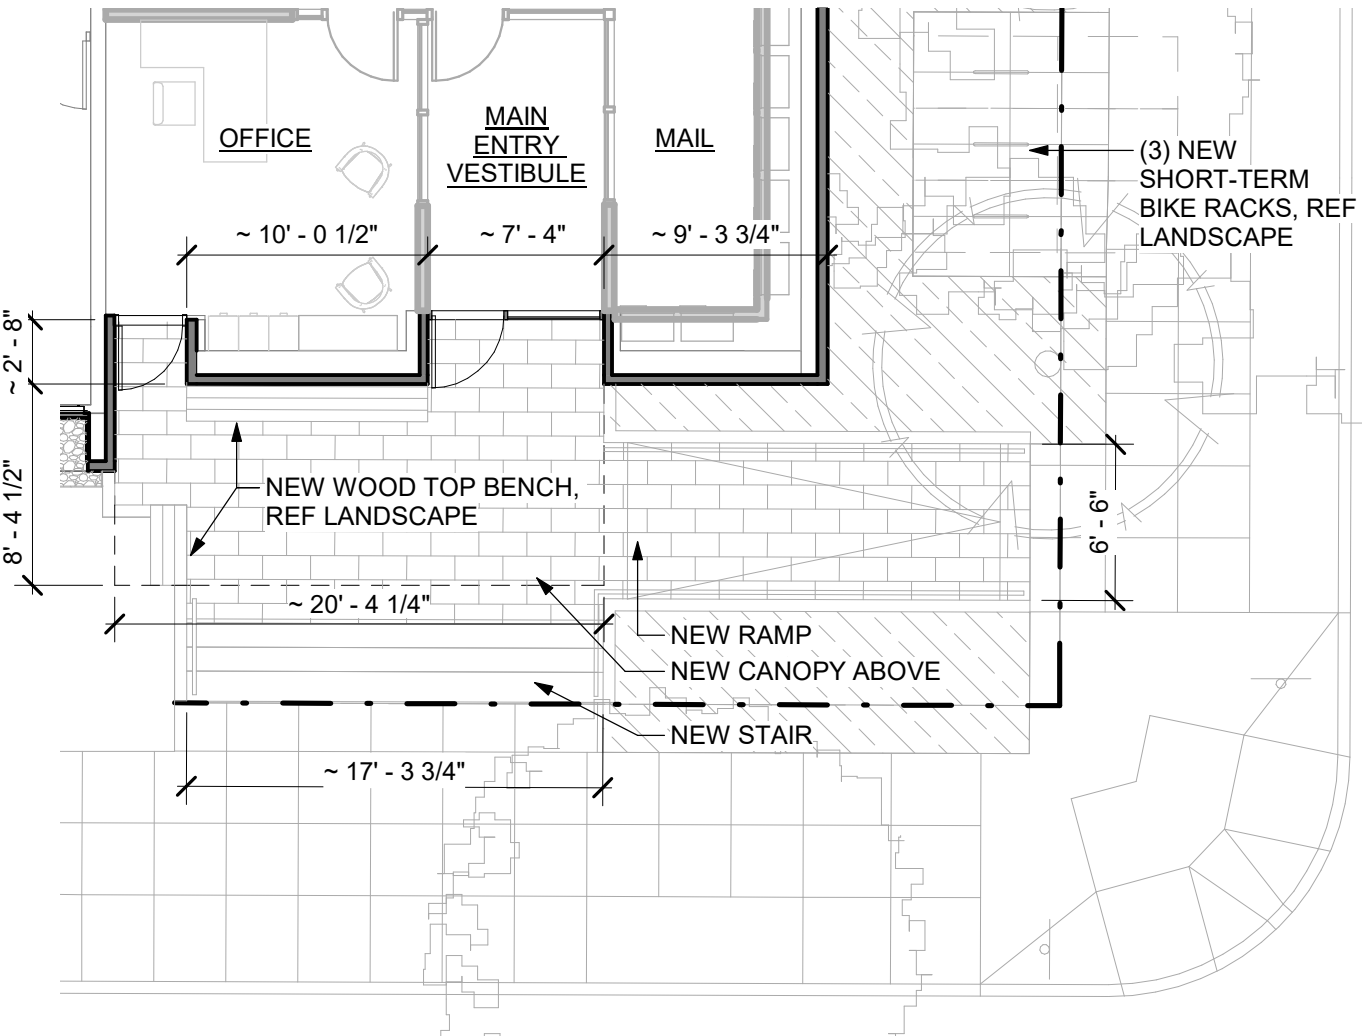 OFFICE
MAIN
ENTRY
VESTIBULE
MAIL
(3) NEW
SHORT-TERM
BIKE RACKS, REF
LANDSCAPE
~ 10' - 0 1/2"
~ 7' - 4"
~ 9' - 3 3/4"
~ 2' - 8"
8' - 4 1/2"
NEW WOOD TOP BENCH,
REF LANDSCAPE
6' - 6"
~ 20' - 4 1/4"
NEW RAMP
NEW CANOPY ABOVE
NEW STAIR
~ 17' - 3 3/4"